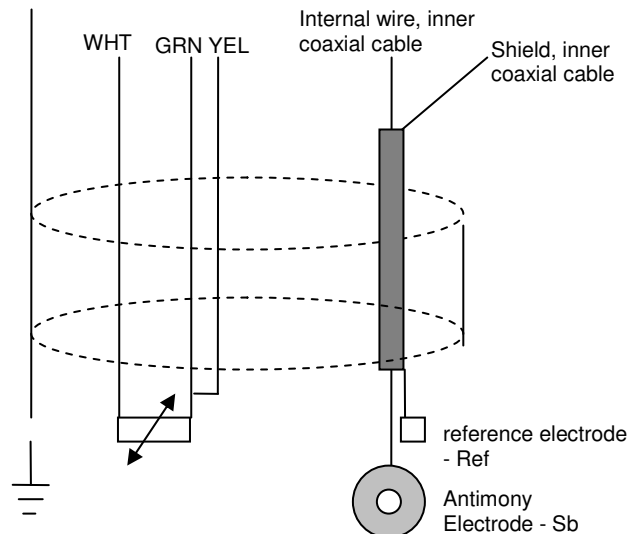 Internal wire, inner
coaxial cable
WHT GRN YEL
Shield, inner
coaxial cable
reference electrode
- Ref
Antimony
Electrode - Sb